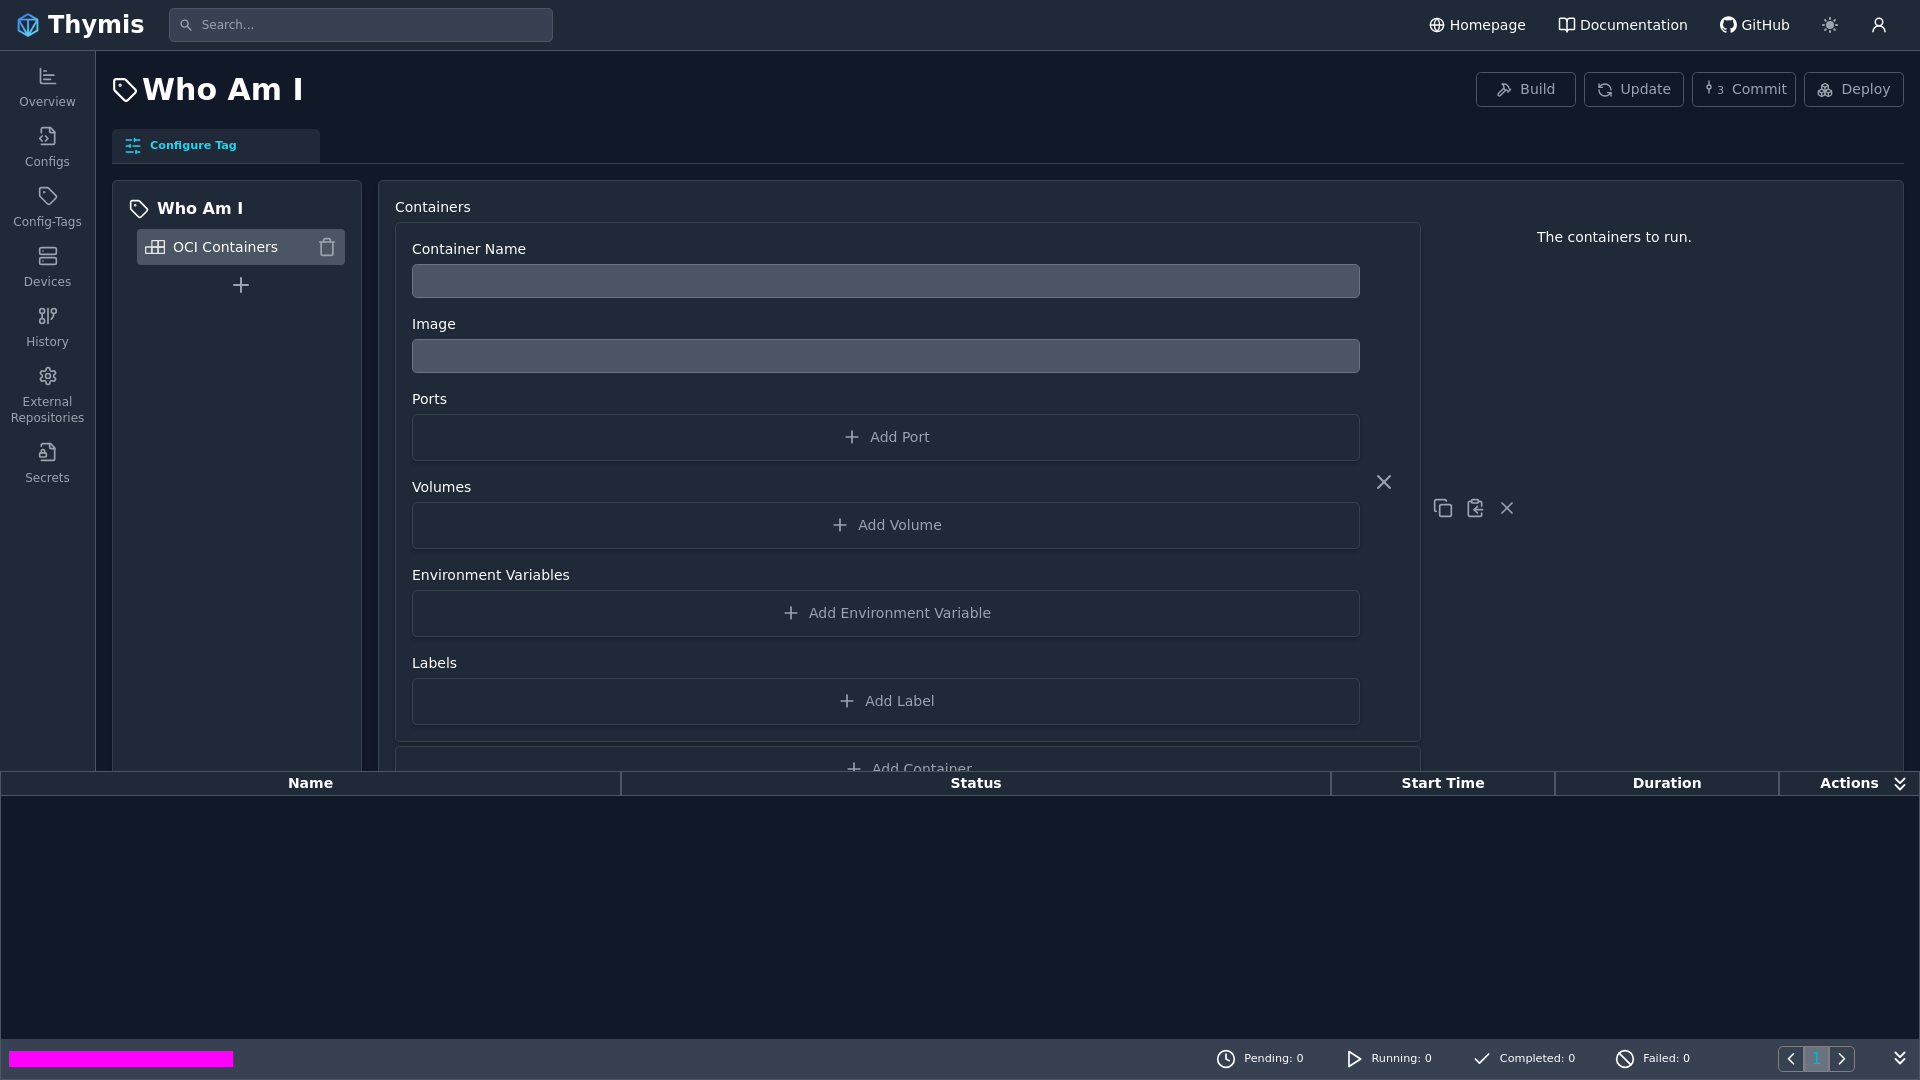 Thymis
Search...
Homepage
Documentation
GitHub
Overview
Configs
Config-Tags
Devices
History
External
Repositories
Secrets
Who Am I
Build
Update
3 Commit
Deploy
Configure Tag
Who Am I
OCI Containers
Containers
The containers to run.
Container Name
Image
Ports
Add Port
Volumes
Add Volume
Environment Variables
Add Environment Variable
Labels
Add Label
Add Container
Name
Status
Start Time
Duration
Actions
Pending: 0
Running: 0
Completed: 0
Failed: 0
1